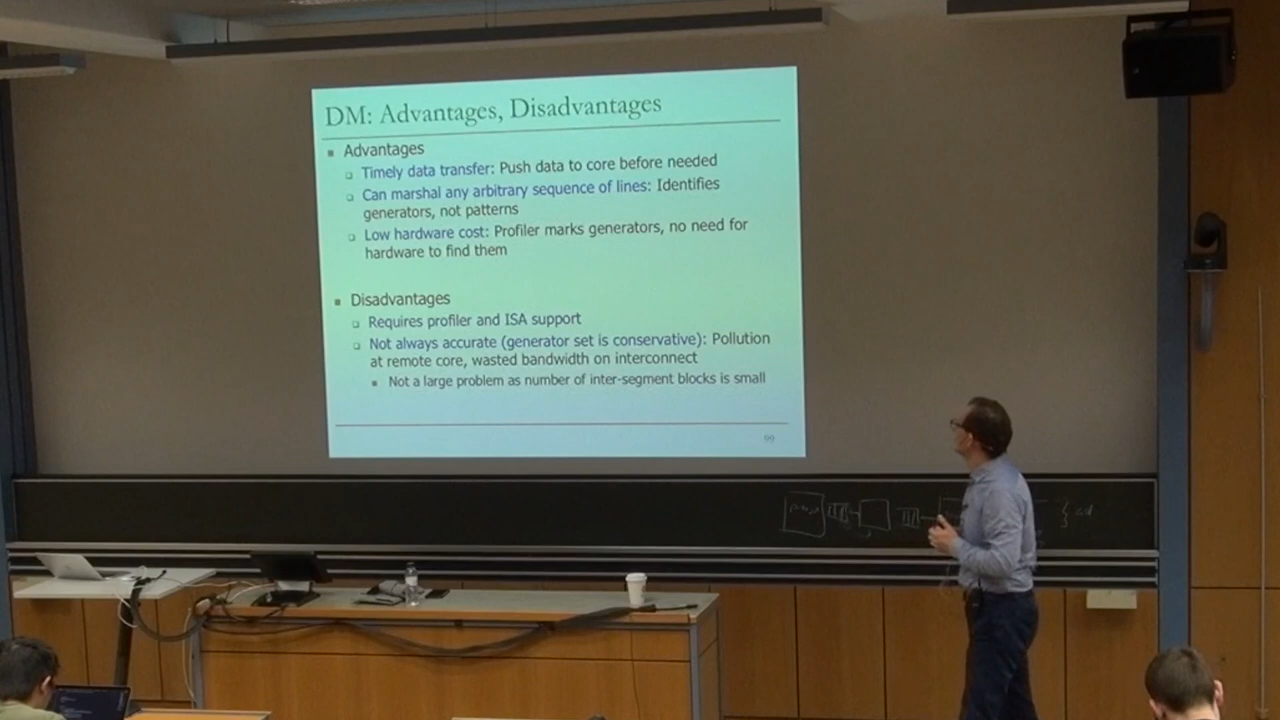 DM: Advantages, Disadvantages
Advantages
Timely data transfer: Push data to core before needed
Can marshal any arbitrary sequence of lines: Identifies
generators, not patterns
Low hardware cost: Profiler marks generators, no need for
hardware to find them
Disadvantages
Requires profiler and ISA support
Not always accurate (generator set is conservative): Pollution
at remote core, wasted bandwidth on interconnect
Not a large problem as number of inter-segment blocks is small
99